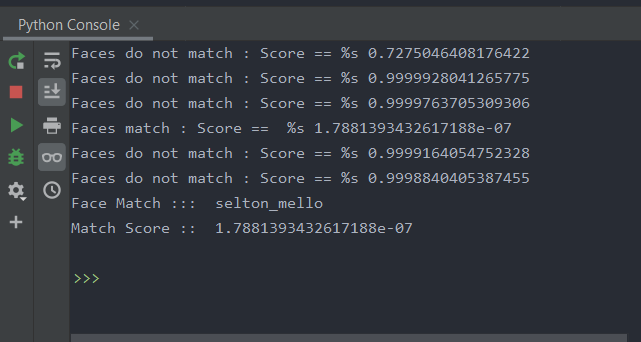 Python Console
Faces do not match : Score == %s 0.7275046408176422
Faces do not match : Score == %s 0.9999928041265775
Faces do not match : Score == %s 0.9999763705309306
Faces match : Score ==  %s 1.7881393432617188e-07
Faces do not match : Score == %s 0.9999164054752328
Faces do not match : Score == %s 0.9998840405387455
Face Match :::  selton_mello
Match Score ::  1.7881393432617188e-07
>>>